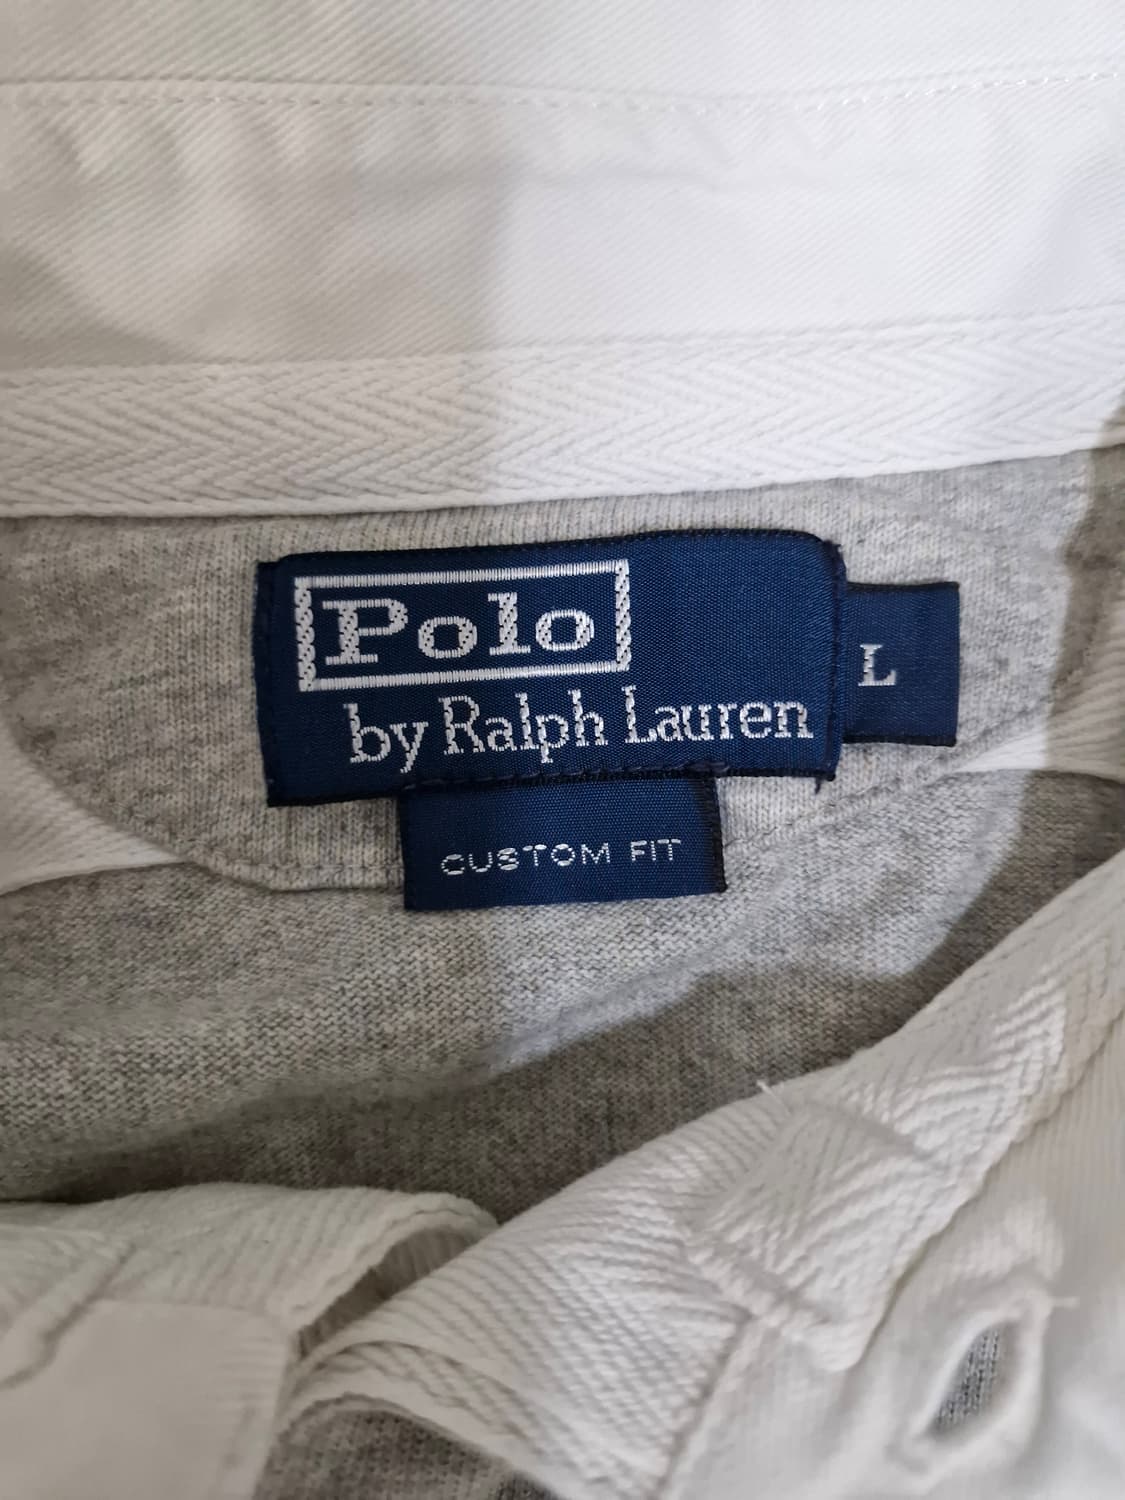 Polo
by Ralph Lauren
L
CUSTOM FIT